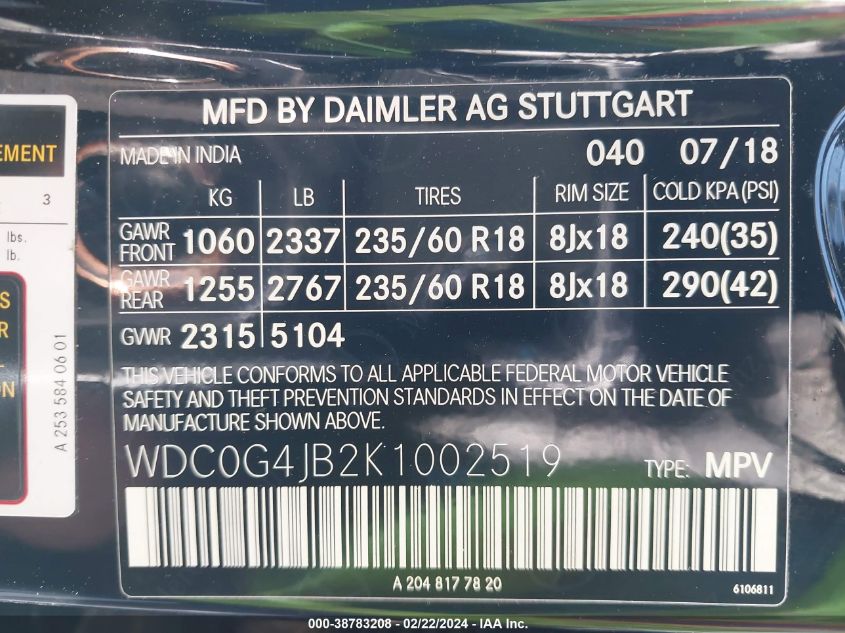 MFD BY DAIMLER AG STUTTGART
MADE IN INDIA 040 07/18
KG LB TIRES RIM SIZE COLD KPA (PSI)
GAWR FRONT 1060 2337 235/60 R18 8Jx18 240(35)
GAWR REAR 1255 2767 235/60 R18 8Jx18 290(42)
GVWR 2315 5104
THIS VEHICLE CONFORMS TO ALL APPLICABLE FEDERAL MOTOR VEHICLE
SAFETY AND THEFT PREVENTION STANDARDS IN EFFECT ON THE DATE OF
MANUFACTURE SHOWN ABOVE.
WDC0G4JB2K1002519 TYPE: MPV
A 204 817 78 20
6106811
EMENT
3
lbs.
lb.
S
R
ON
A 253 584 06 01
000-38783208 - 02/22/2024 - IAA Inc.